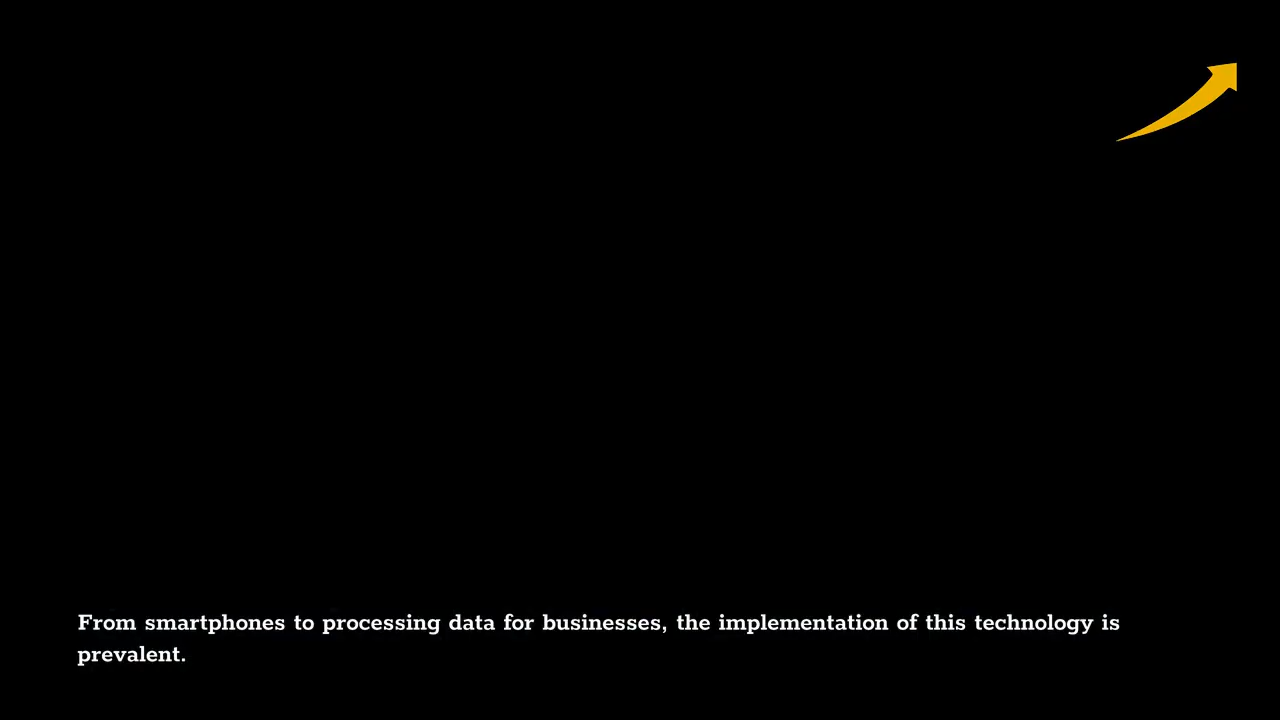 From smartphones to processing data for businesses, the implementation of this technology is
prevalent.